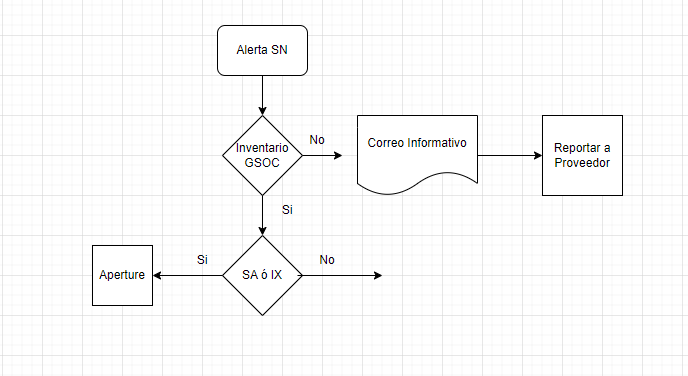 Alerta SN
Inventario
GSOC
No
Correo Informativo
Reportar a
Proveedor
Si
Aperture
Si
SA ó IX
No